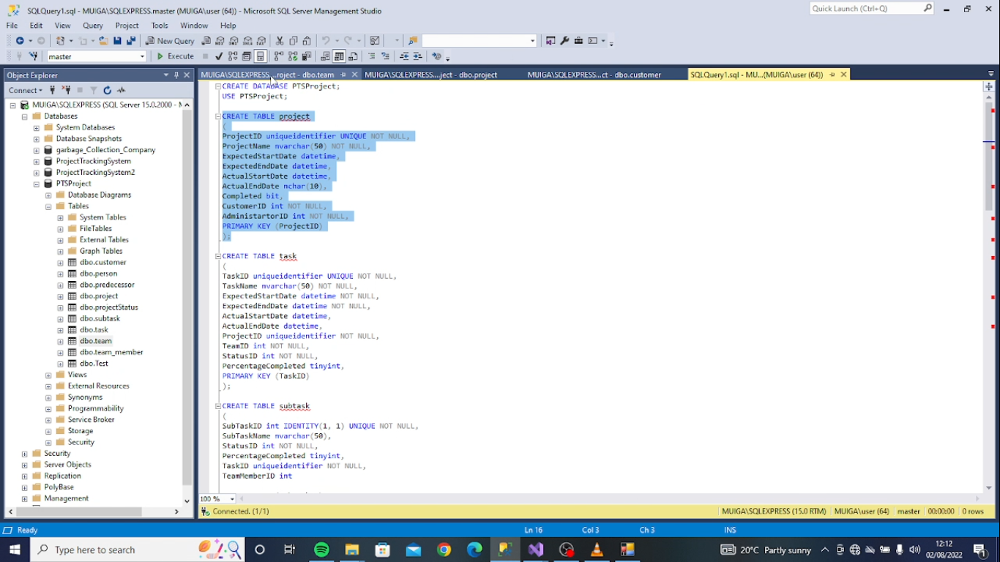 SQLQuery1.sql - MUIGA\SQLEXPRESS.master (MUIGA\user (64)) - Microsoft SQL Server Management Studio
Quick Launch (Ctrl+Q)
File Edit View Query Project Tools Window Help
New Query
master Execute
Object Explorer
MUIGA\SQLEXPRESS...roject - dbo.team MUIGA\SQLEXPRESS....ject - dbo.project MUIGA\SQLEXPRESS...ct - dbo.customer SQLQuery1.sql - MU...(MUIGA\user (64))
Connect
MUIGA\SQLEXPRESS (SQL Server 15.0.2000 - M
Databases
System Databases
Database Snapshots
garbage_Collection_Company
ProjectTrackingSystem
ProjectTrackingSystem2
PTSProject
Database Diagrams
Tables
System Tables
FileTables
External Tables
Graph Tables
dbo.customer
dbo.person
dbo.predecessor
dbo.project
dbo.projectStatus
dbo.subtask
dbo.task
dbo.team
dbo.team_member
dbo.Test
Views
External Resources
Synonyms
Programmability
Service Broker
Storage
Security
Security
Server Objects
Replication
PolyBase
Management
CREATE DATABASE PTSProject;
USE PTSProject;
CREATE TABLE project
(
ProjectID uniqueidentifier UNIQUE NOT NULL,
ProjectName nvarchar(50) NOT NULL,
ExpectedStartDate datetime,
ExpectedEndDate datetime,
ActualStartDate datetime,
ActualEndDate nchar(10),
Completed bit,
CustomerID int NOT NULL,
AdministartorID int NOT NULL,
PRIMARY KEY (ProjectID)
);
CREATE TABLE task
(
TaskID uniqueidentifier UNIQUE NOT NULL,
TaskName nvarchar(50) NOT NULL,
ExpectedStartDate datetime NOT NULL,
ExpectedEndDate datetime NOT NULL,
ActualStartDate datetime,
ActualEndDate datetime,
ProjectID uniqueidentifier NOT NULL,
TeamID int NOT NULL,
StatusID int NOT NULL,
PercentageCompleted tinyint,
PRIMARY KEY (TaskID)
);
CREATE TABLE subtask
(
SubTaskID int IDENTITY(1, 1) UNIQUE NOT NULL,
SubTaskName nvarchar(50),
StatusID int NOT NULL,
PercentageCompleted tinyint,
TaskID uniqueidentifier NOT NULL,
TeamMemberID int
100 %
Connected. (1/1) MUIGA\SQLEXPRESS (15.0 RTM) MUIGA\user (64) master 00:00:00 0 rows
Ready Ln 16 Col 3 Ch 3 INS
Type here to search 20°C Partly sunny 12:12
02/08/2022
1